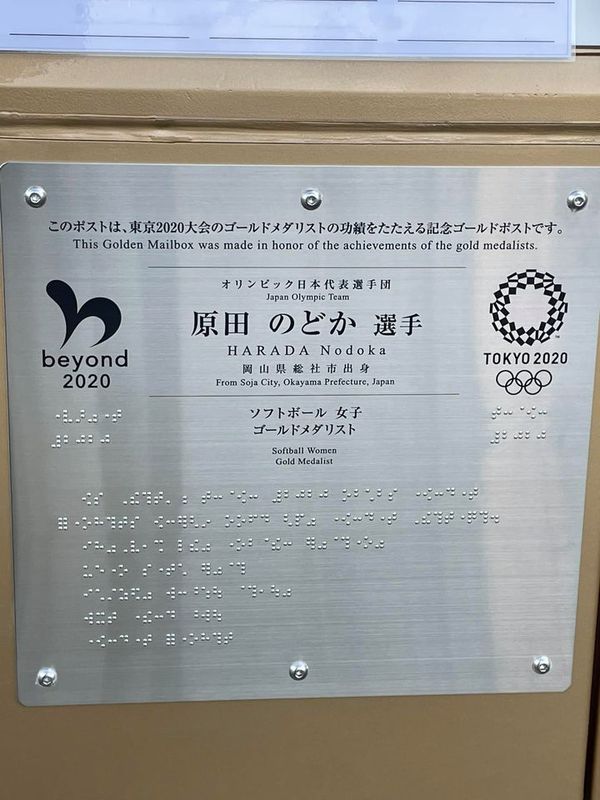 このポストは、東京2020大会のゴールドメダリストの功績をたたえる記念ゴールドポストです。
This Golden Mailbox was made in honor of the achievements of the gold medalists.
オリンピック日本代表選手団
Japan Olympic Team
原田 のどか 選手
HARADA Nodoka
岡山県総社市出身
From Soja City, Okayama Prefecture, Japan
beyond
2020
TOKYO 2020
ソフトボール 女子
ゴールドメダリスト
Softball Women
Gold Medalist